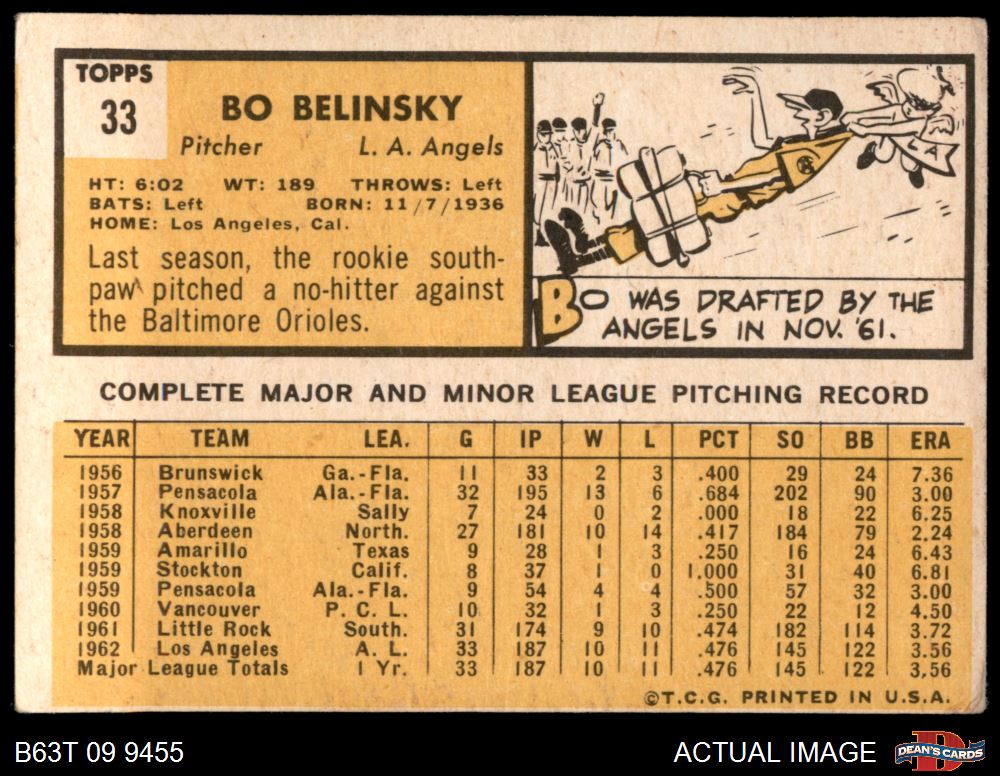 TOPPS
33
BO BELINSKY
Pitcher L. A. Angels
HT: 6:02 WT: 189 THROWS: Left
BATS: Left BORN: 11/7/1936
HOME: Los Angeles, Cal.
Last season, the rookie south-
paw pitched a no-hitter against
the Baltimore Orioles.
LA
BO WAS DRAFTED BY THE
ANGELS IN NOV. '61.
COMPLETE MAJOR AND MINOR LEAGUE PITCHING RECORD
YEAR TEAM LEA. G IP W L PCT SO BB ERA
1956 Brunswick Ga.-Fla. 11 33 2 3 .400 29 24 7.36
1957 Pensacola Ala.-Fla. 32 195 13 6 .684 202 90 3.00
1958 Knoxville Sally 7 24 0 2 .000 18 22 6.25
1958 Aberdeen North. 27 181 10 14 .417 184 79 2.24
1959 Amarillo Texas 9 28 1 3 .250 16 24 6.43
1959 Stockton Calif. 8 37 1 0 1.000 31 40 6.81
1959 Pensacola Ala.-Fla. 9 54 4 4 .500 57 32 3.00
1960 Vancouver P. C. L. 10 32 1 3 .250 22 12 4.50
1961 Little Rock South. 31 174 9 10 .474 182 114 3.72
1962 Los Angeles A. L. 33 187 10 11 .476 145 122 3.56
Major League Totals 1 Yr. 33 187 10 11 .476 145 122 3.56
©T.C.G. PRINTED IN U.S.A.
B63T 09 9455 ACTUAL IMAGE DEAN'S CARDS